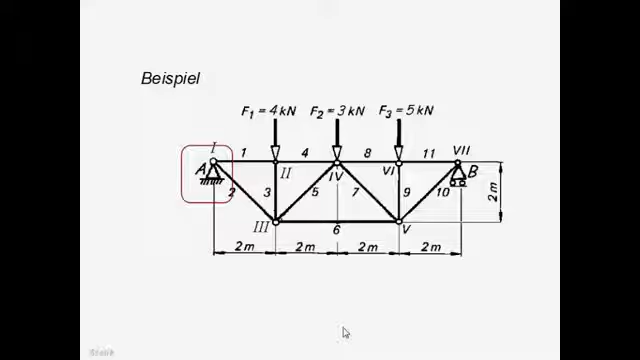 Beispiel
F₁ = 4 kN F₂ = 3 kN F₃ = 5 kN
I 1 4 8 11 VII
A II IV VI B
2 3 5 7 9 10
III 6 V
2 m 2 m 2 m 2 m
2 m